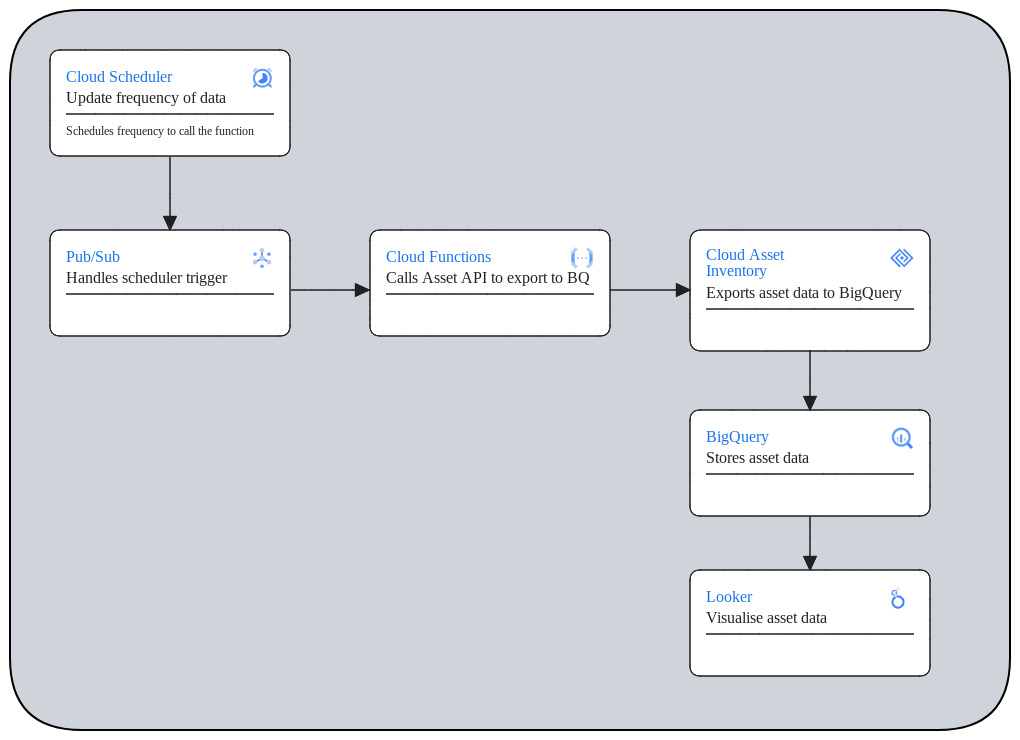 Cloud Scheduler
Update frequency of data
Schedules frequency to call the function
Pub/Sub
Handles scheduler trigger
Cloud Functions
Calls Asset API to export to BQ
Cloud Asset
Inventory
Exports asset data to BigQuery
BigQuery
Stores asset data
Looker
Visualise asset data